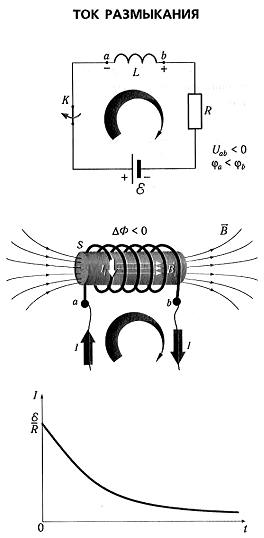 ТОК РАЗМЫКАНИЯ
a b
− +
L
K
R
U_ab < 0
φ_a < φ_b
+ −
ℰ
ΔΦ < 0
S
B⃗
I B⃗
a b
I I
I
ℰ/R
0 t